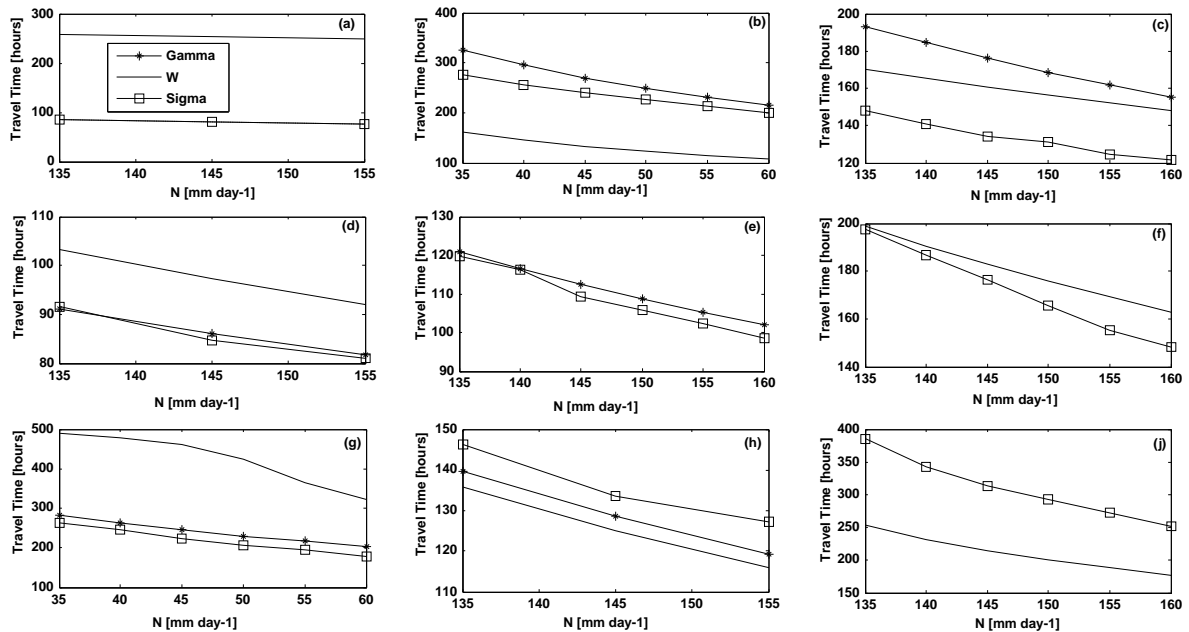 300
200
100
0
Travel Time [hours]
(a)
Gamma
W
Sigma
135 140 145 150 155
N [mm day-1]
400
300
200
100
Travel Time [hours]
(b)
35 40 45 50 55 60
N [mm day-1]
200
180
160
140
120
Travel Time [hours]
(c)
135 140 145 150 155 160
N [mm day-1]
110
100
90
80
Travel Time [hours]
(d)
135 140 145 150 155
N [mm day-1]
130
120
110
100
90
Travel Time [hours]
(e)
135 140 145 150 155 160
N [mm day-1]
200
180
160
140
Travel Time [hours]
(f)
135 140 145 150 155 160
N [mm day-1]
500
400
300
200
100
Travel Time [hours]
(g)
35 40 45 50 55 60
N [mm day-1]
150
140
130
120
110
Travel Time [hours]
(h)
135 140 145 150 155
N [mm day-1]
400
350
300
250
200
150
Travel Time [hours]
(j)
135 140 145 150 155 160
N [mm day-1]